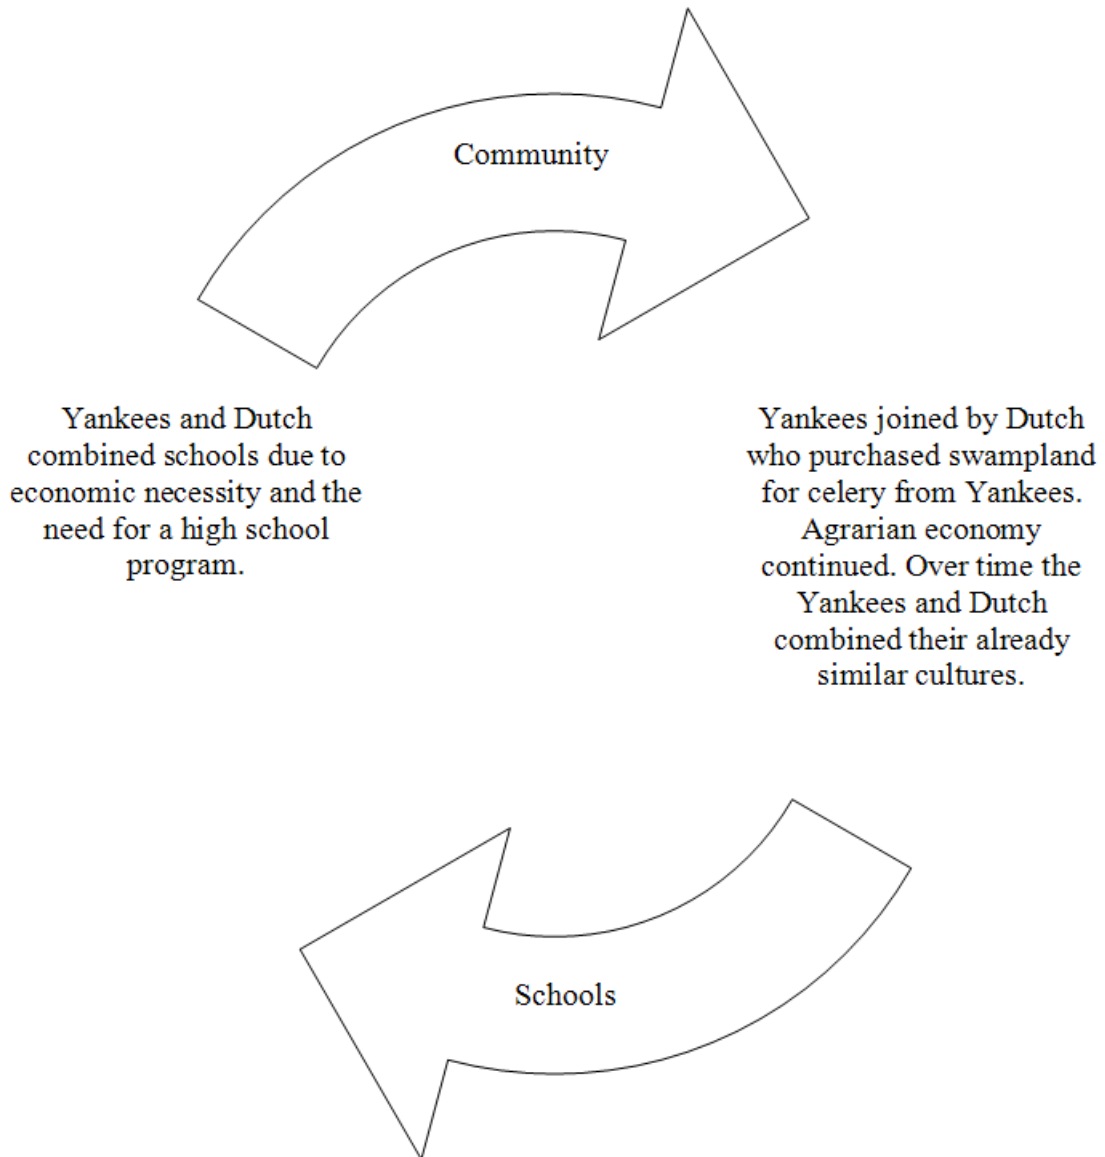 Community
Yankees and Dutch
combined schools due to
economic necessity and the
need for a high school
program.
Yankees joined by Dutch
who purchased swampland
for celery from Yankees.
Agrarian economy
continued. Over time the
Yankees and Dutch
combined their already
similar cultures.
Schools